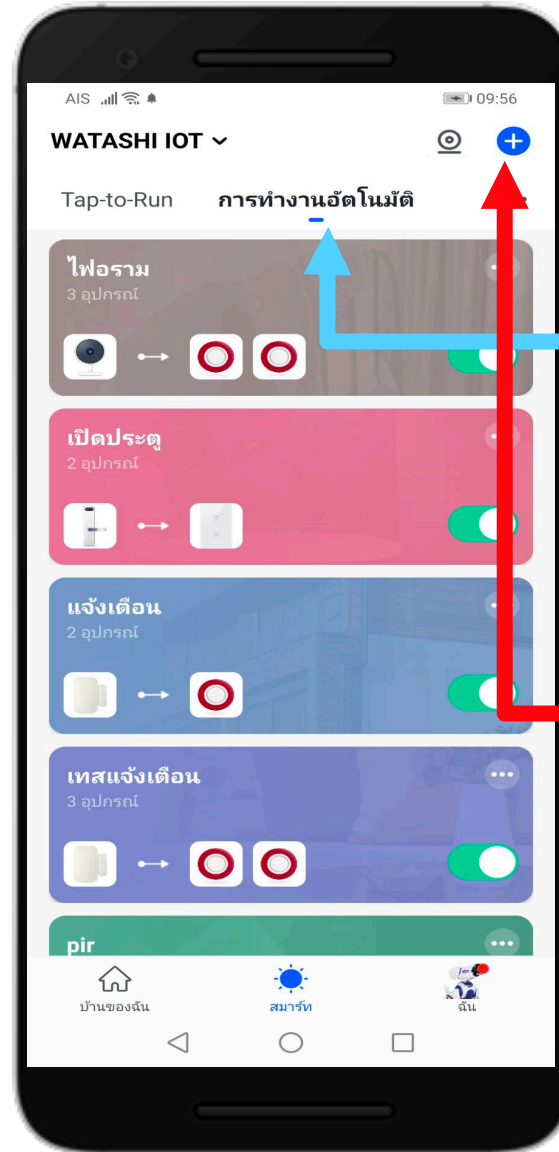 AIS 09:56
WATASHI IOT
Tap-to-Run การทำงานอัตโนมัติ
ไฟอราม
3 อุปกรณ์
เปิดประตู
2 อุปกรณ์
แจ้งเตือน
2 อุปกรณ์
เทสแจ้งเตือน
3 อุปกรณ์
pir
บ้านของฉัน สมาร์ท ฉัน